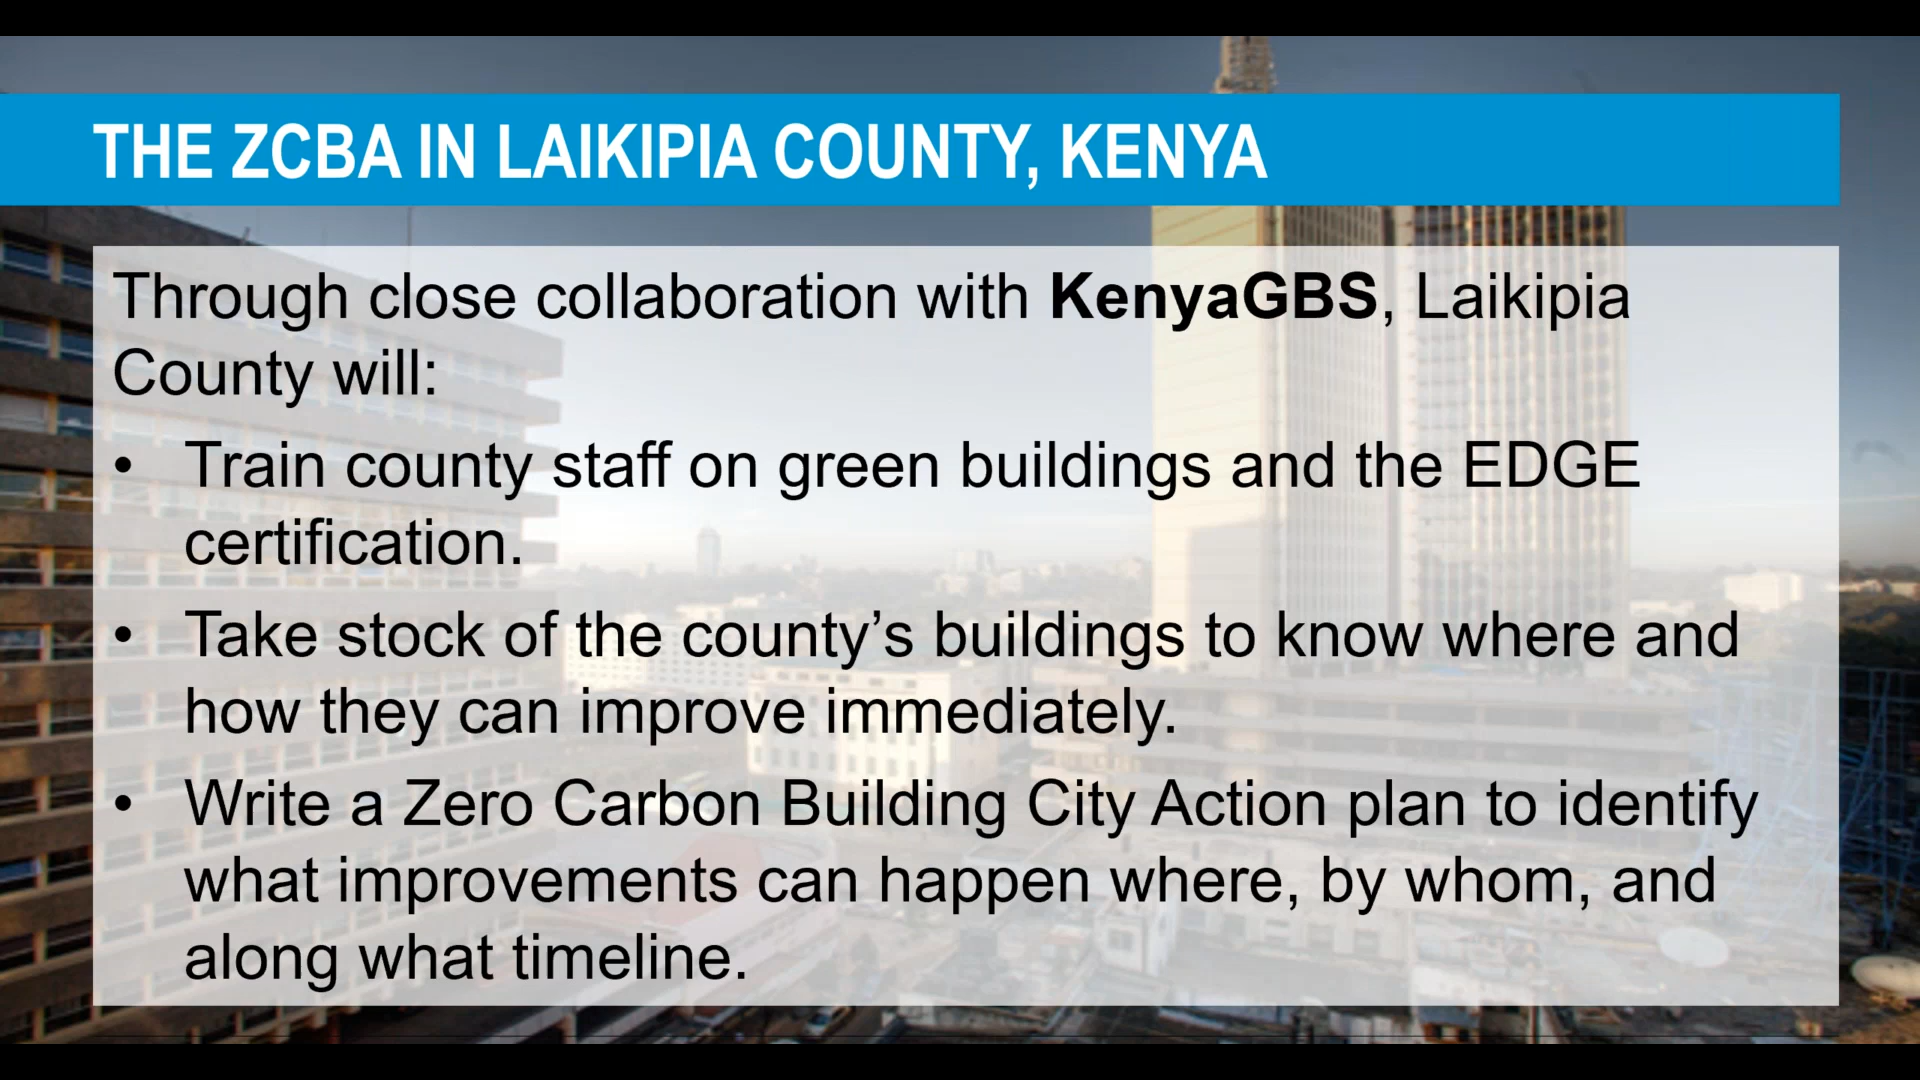 THE ZCBA IN LAIKIPIA COUNTY, KENYA
Through close collaboration with KenyaGBS, Laikipia
County will:
• Train county staff on green buildings and the EDGE
certification.
• Take stock of the county’s buildings to know where and
how they can improve immediately.
• Write a Zero Carbon Building City Action plan to identify
what improvements can happen where, by whom, and
along what timeline.